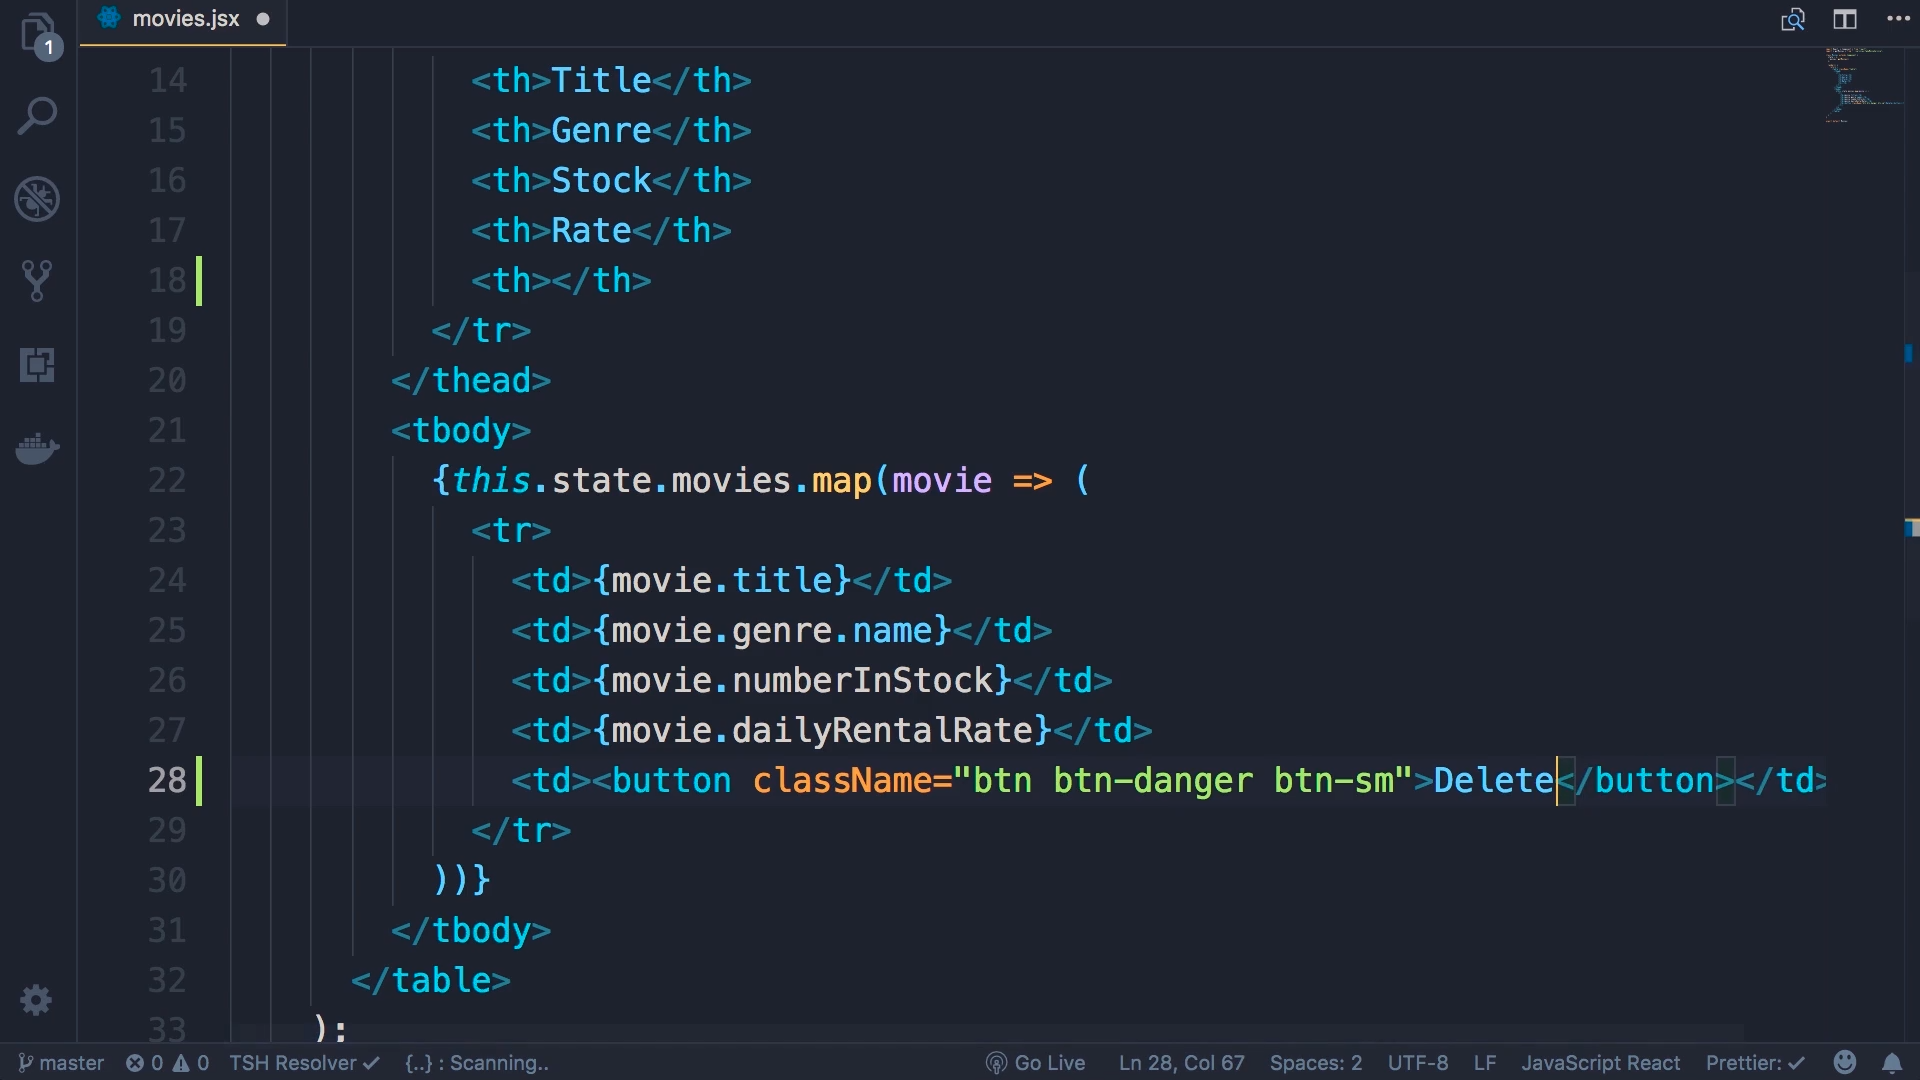 1
movies.jsx
14 <th>Title</th>
15 <th>Genre</th>
16 <th>Stock</th>
17 <th>Rate</th>
18 <th></th>
19 </tr>
20 </thead>
21 <tbody>
22 {this.state.movies.map(movie => (
23 <tr>
24 <td>{movie.title}</td>
25 <td>{movie.genre.name}</td>
26 <td>{movie.numberInStock}</td>
27 <td>{movie.dailyRentalRate}</td>
28 <td><button className="btn btn-danger btn-sm">Delete</button></td>
29 </tr>
30 ))}
31 </tbody>
32 </table>
33 );
master 0 0 TSH Resolver ✓ {..} : Scanning.. Go Live Ln 28, Col 67 Spaces: 2 UTF-8 LF JavaScript React Prettier: ✓